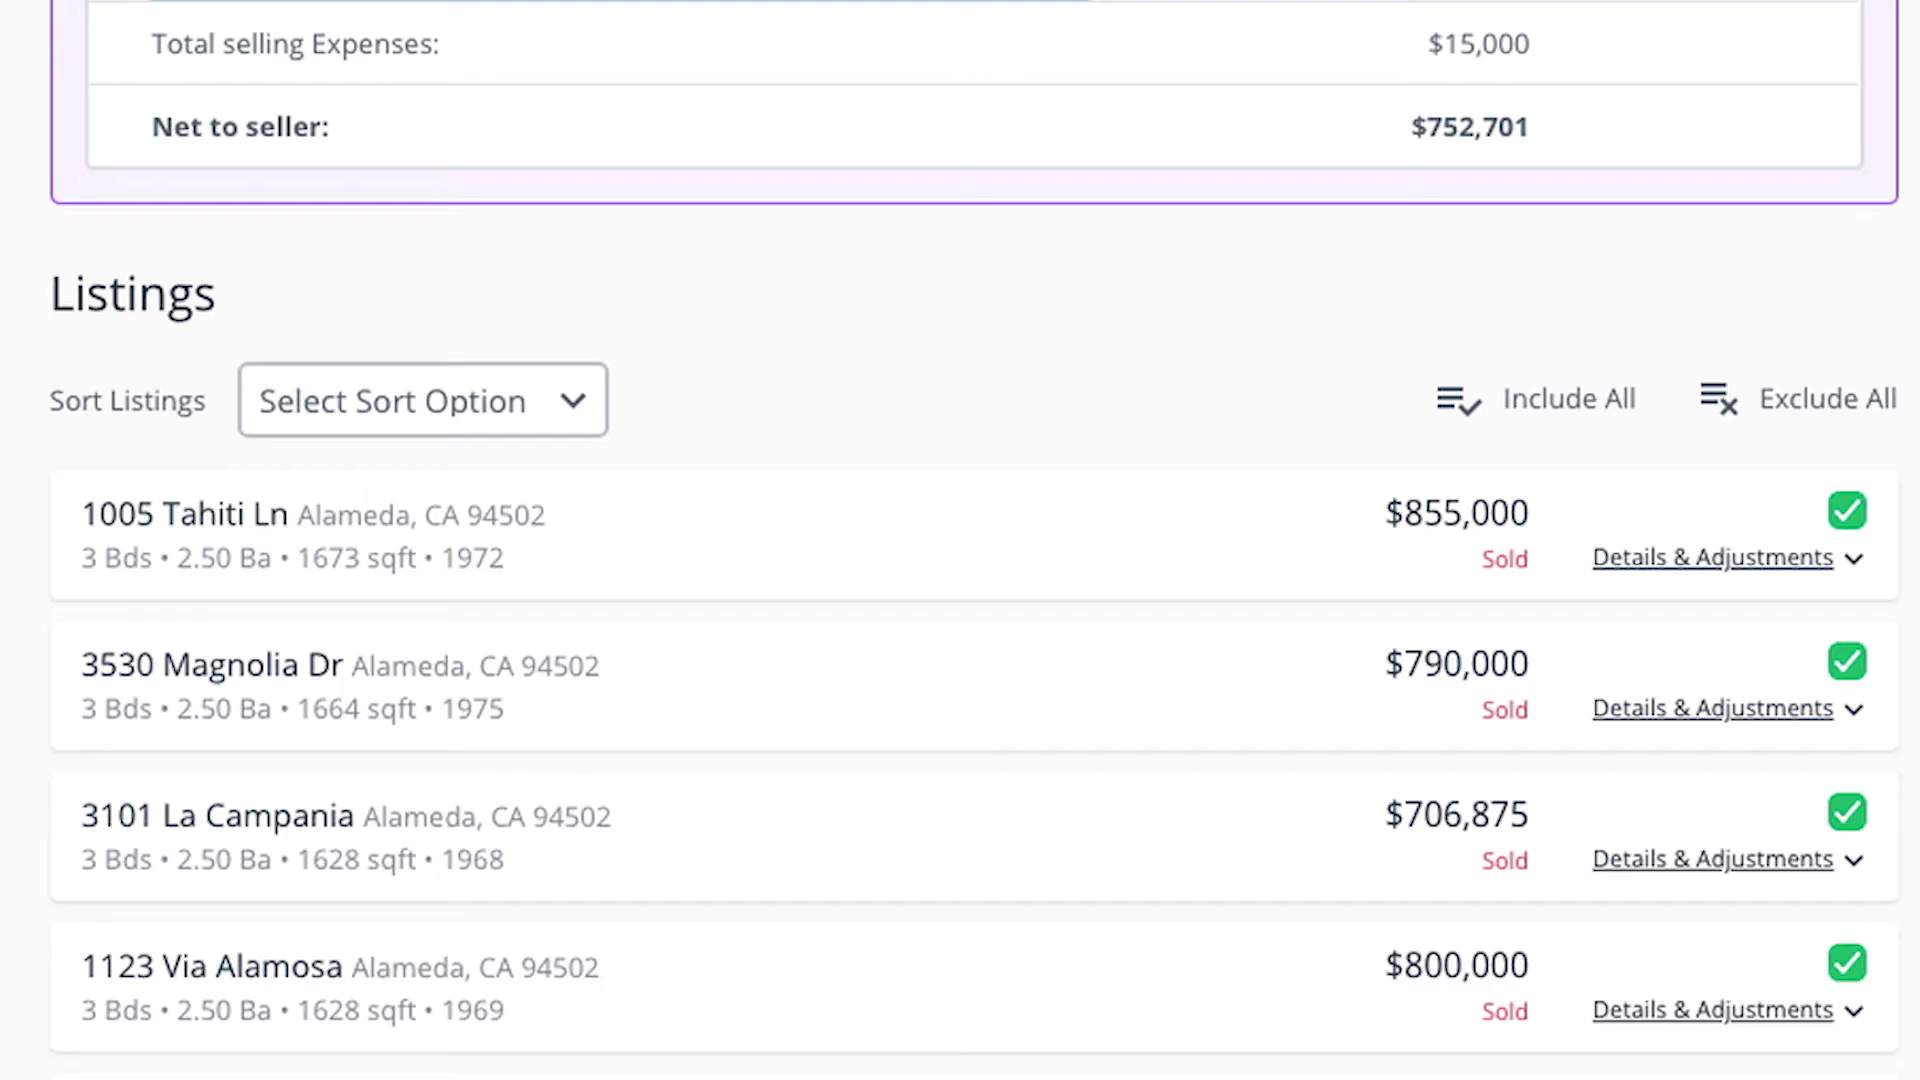 Total selling Expenses: $15,000
Net to seller: $752,701
Listings
Sort Listings Select Sort Option Include All Exclude All
1005 Tahiti Ln Alameda, CA 94502 $855,000
3 Bds • 2.50 Ba • 1673 sqft • 1972 Sold Details & Adjustments
3530 Magnolia Dr Alameda, CA 94502 $790,000
3 Bds • 2.50 Ba • 1664 sqft • 1975 Sold Details & Adjustments
3101 La Campania Alameda, CA 94502 $706,875
3 Bds • 2.50 Ba • 1628 sqft • 1968 Sold Details & Adjustments
1123 Via Alamosa Alameda, CA 94502 $800,000
3 Bds • 2.50 Ba • 1628 sqft • 1969 Sold Details & Adjustments